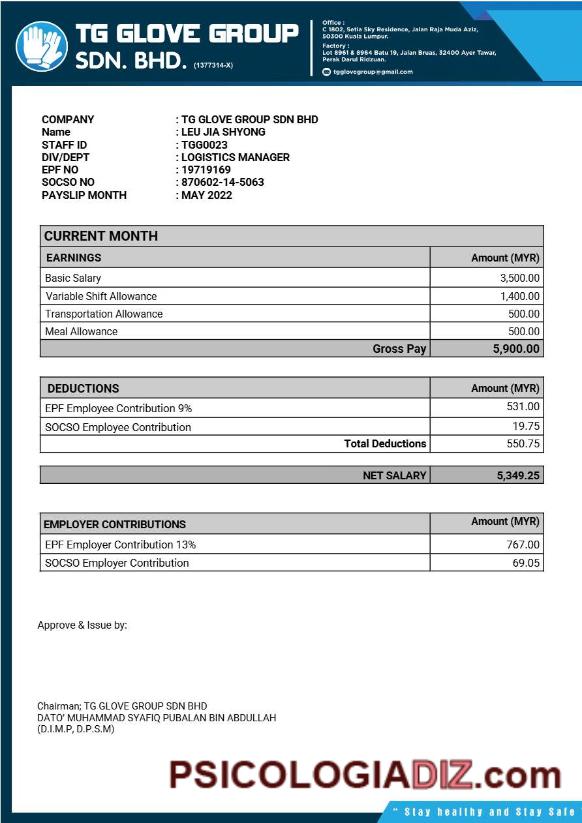 TG GLOVE GROUP
SDN. BHD. (1377314-X)
Office :
C 1802, Setia Sky Residence, Jalan Raja Muda Aziz,
50300 Kuala Lumpur.
Factory :
Lot 8961 & 8964 Batu 19, Jalan Bruas, 32400 Ayer Tawar,
Perak Darul Ridzuan.
tgglovegroup@gmail.com
COMPANY : TG GLOVE GROUP SDN BHD
Name : LEU JIA SHYONG
STAFF ID : TGG0023
DIV/DEPT : LOGISTICS MANAGER
EPF NO : 19719169
SOCSO NO : 870602-14-5063
PAYSLIP MONTH : MAY 2022
CURRENT MONTH
EARNINGS Amount (MYR)
Basic Salary 3,500.00
Variable Shift Allowance 1,400.00
Transportation Allowance 500.00
Meal Allowance 500.00
Gross Pay 5,900.00
DEDUCTIONS Amount (MYR)
EPF Employee Contribution 9% 531.00
SOCSO Employee Contribution 19.75
Total Deductions 550.75
NET SALARY 5,349.25
EMPLOYER CONTRIBUTIONS Amount (MYR)
EPF Employer Contribution 13% 767.00
SOCSO Employer Contribution 69.05
Approve & Issue by:
Chairman; TG GLOVE GROUP SDN BHD
DATO' MUHAMMAD SYAFIQ PUBALAN BIN ABDULLAH
(D.I.M.P, D.P.S.M)
PSICOLOGIADIZ.com
" Stay healthy and Stay Safe